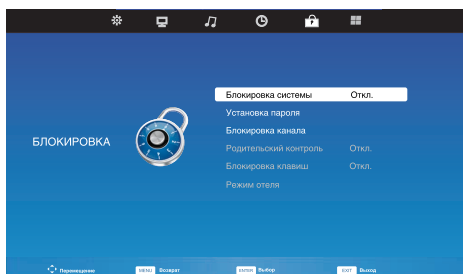 Блокировка системы Откл.
Установка пароля
Блокировка канала
БЛОКИРОВКА
Родительский контроль Откл.
Блокировка клавиш Откл.
Режим отеля
Перемещение MENU Возврат ENTER Выбор EXIT Выход